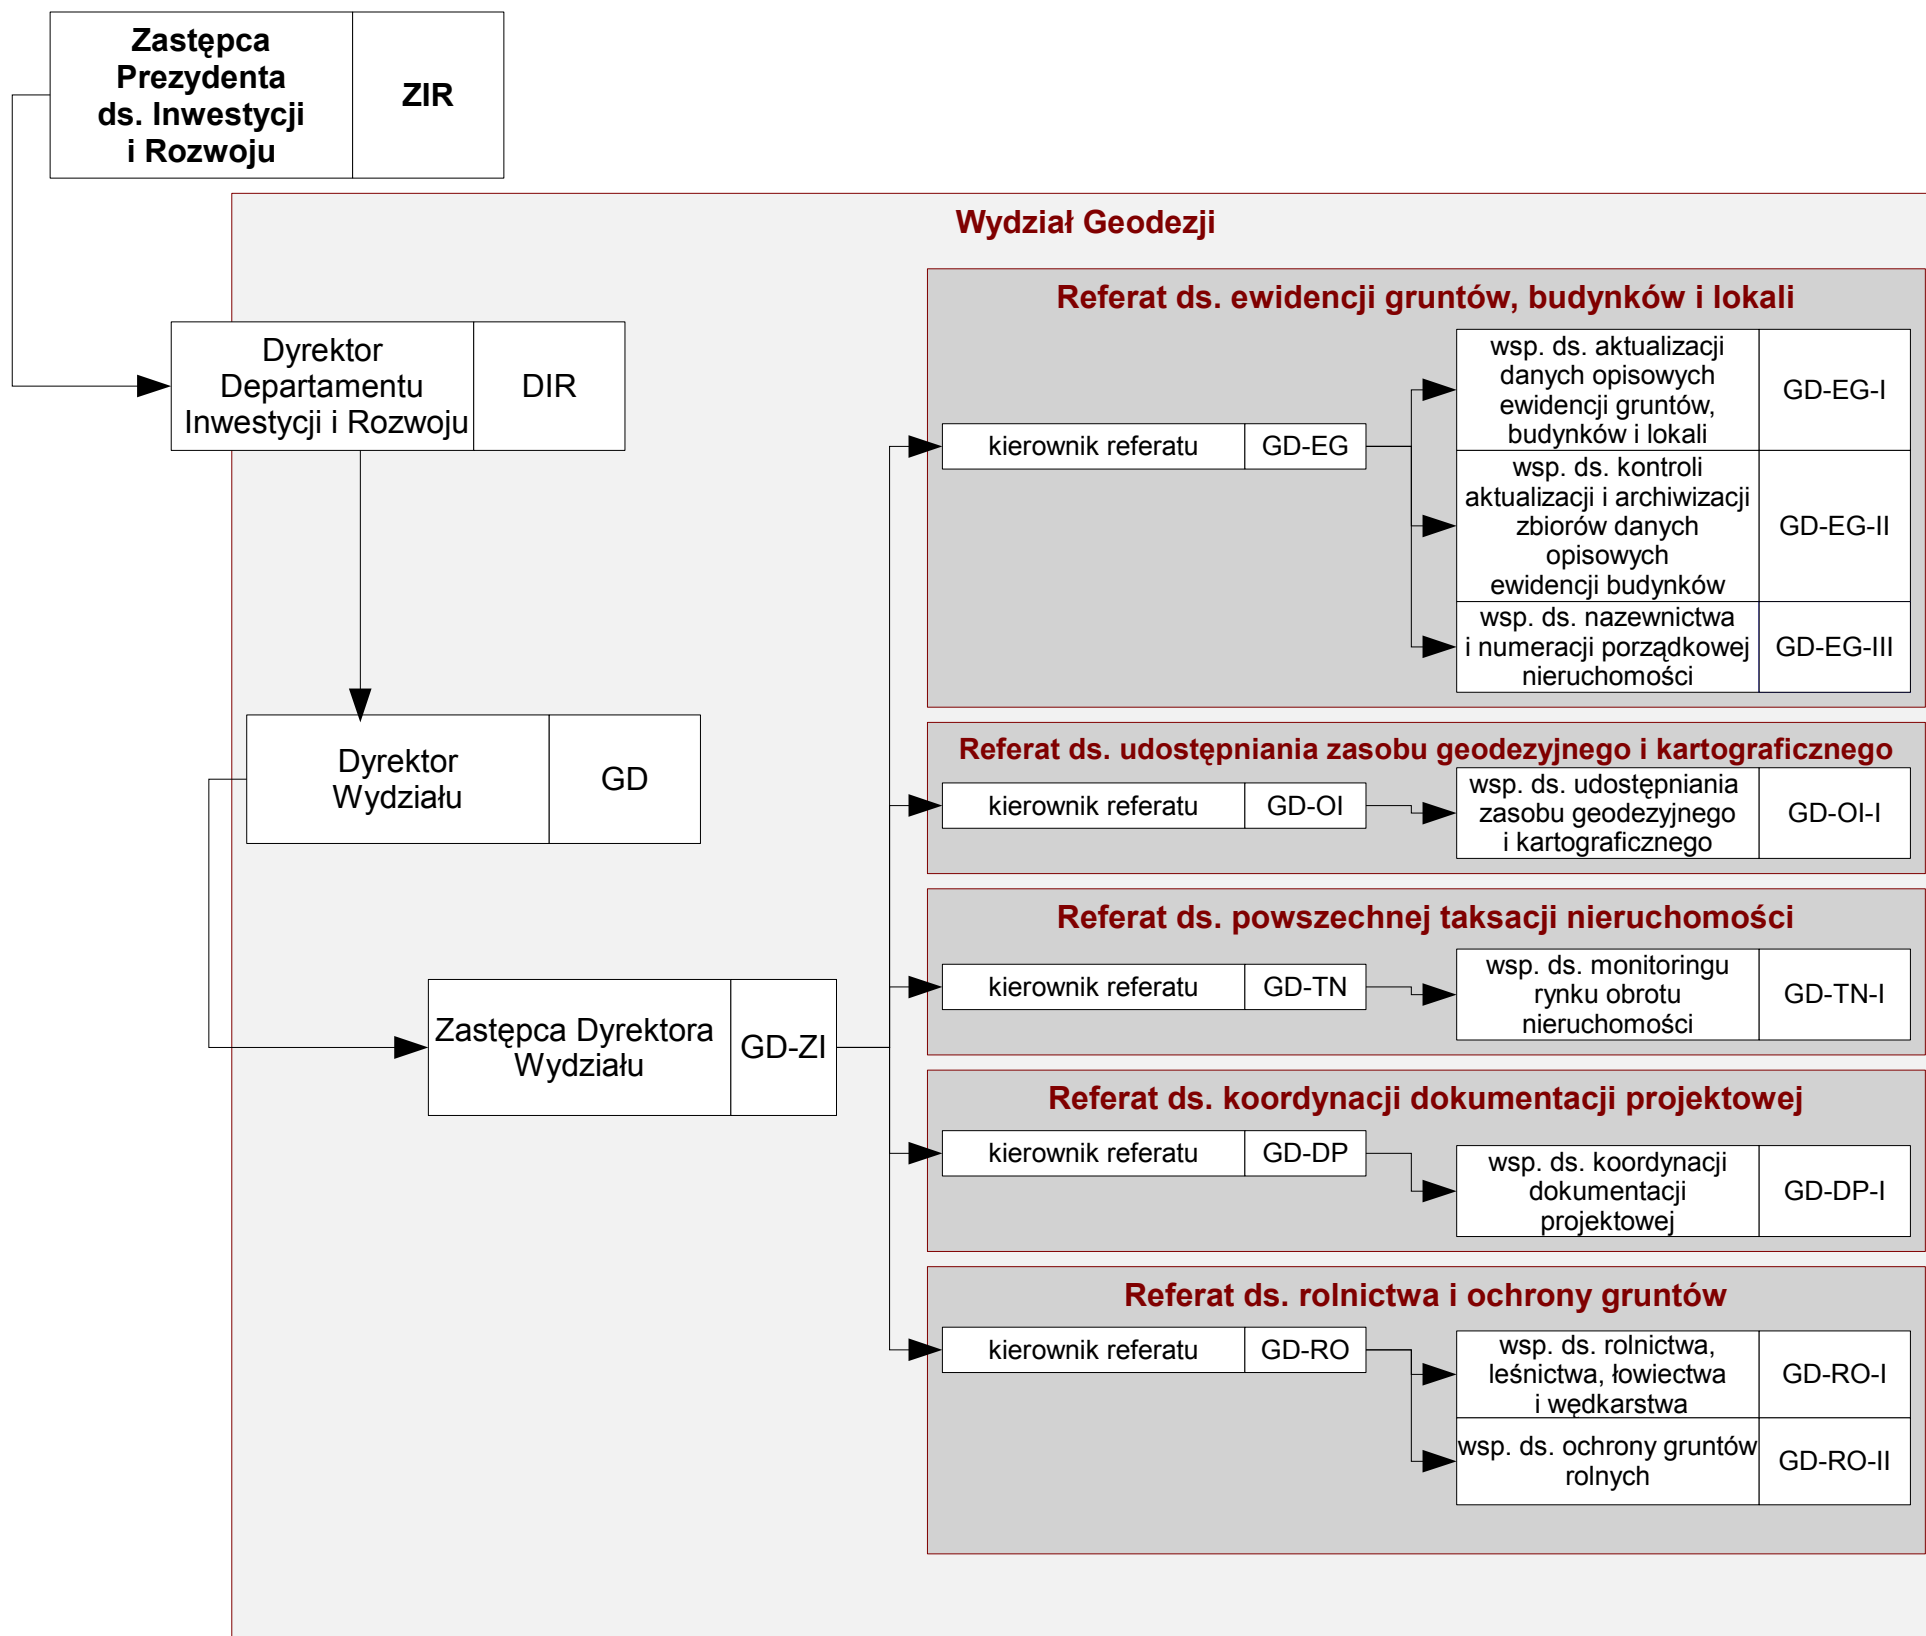 Zastępca
Prezydenta
ds. Inwestycji
i Rozwoju
ZIR
Wydział Geodezji
Dyrektor
Departamentu
Inwestycji i Rozwoju
DIR
Dyrektor
Wydziału
GD
Zastępca Dyrektora
Wydziału
GD-ZI
Referat ds. ewidencji gruntów, budynków i lokali
kierownik referatu
GD-EG
wsp. ds. aktualizacji
danych opisowych
ewidencji gruntów,
budynków i lokali
GD-EG-I
wsp. ds. kontroli
aktualizacji i archiwizacji
zbiorów danych
opisowych
ewidencji budynków
GD-EG-II
wsp. ds. nazewnictwa
i numeracji porządkowej
nieruchomości
GD-EG-III
Referat ds. udostępniania zasobu geodezyjnego i kartograficznego
kierownik referatu
GD-OI
wsp. ds. udostępniania
zasobu geodezyjnego
i kartograficznego
GD-OI-I
Referat ds. powszechnej taksacji nieruchomości
kierownik referatu
GD-TN
wsp. ds. monitoringu
rynku obrotu
nieruchomości
GD-TN-I
Referat ds. koordynacji dokumentacji projektowej
kierownik referatu
GD-DP
wsp. ds. koordynacji
dokumentacji
projektowej
GD-DP-I
Referat ds. rolnictwa i ochrony gruntów
kierownik referatu
GD-RO
wsp. ds. rolnictwa,
leśnictwa, łowiectwa
i wędkarstwa
GD-RO-I
wsp. ds. ochrony gruntów
rolnych
GD-RO-II